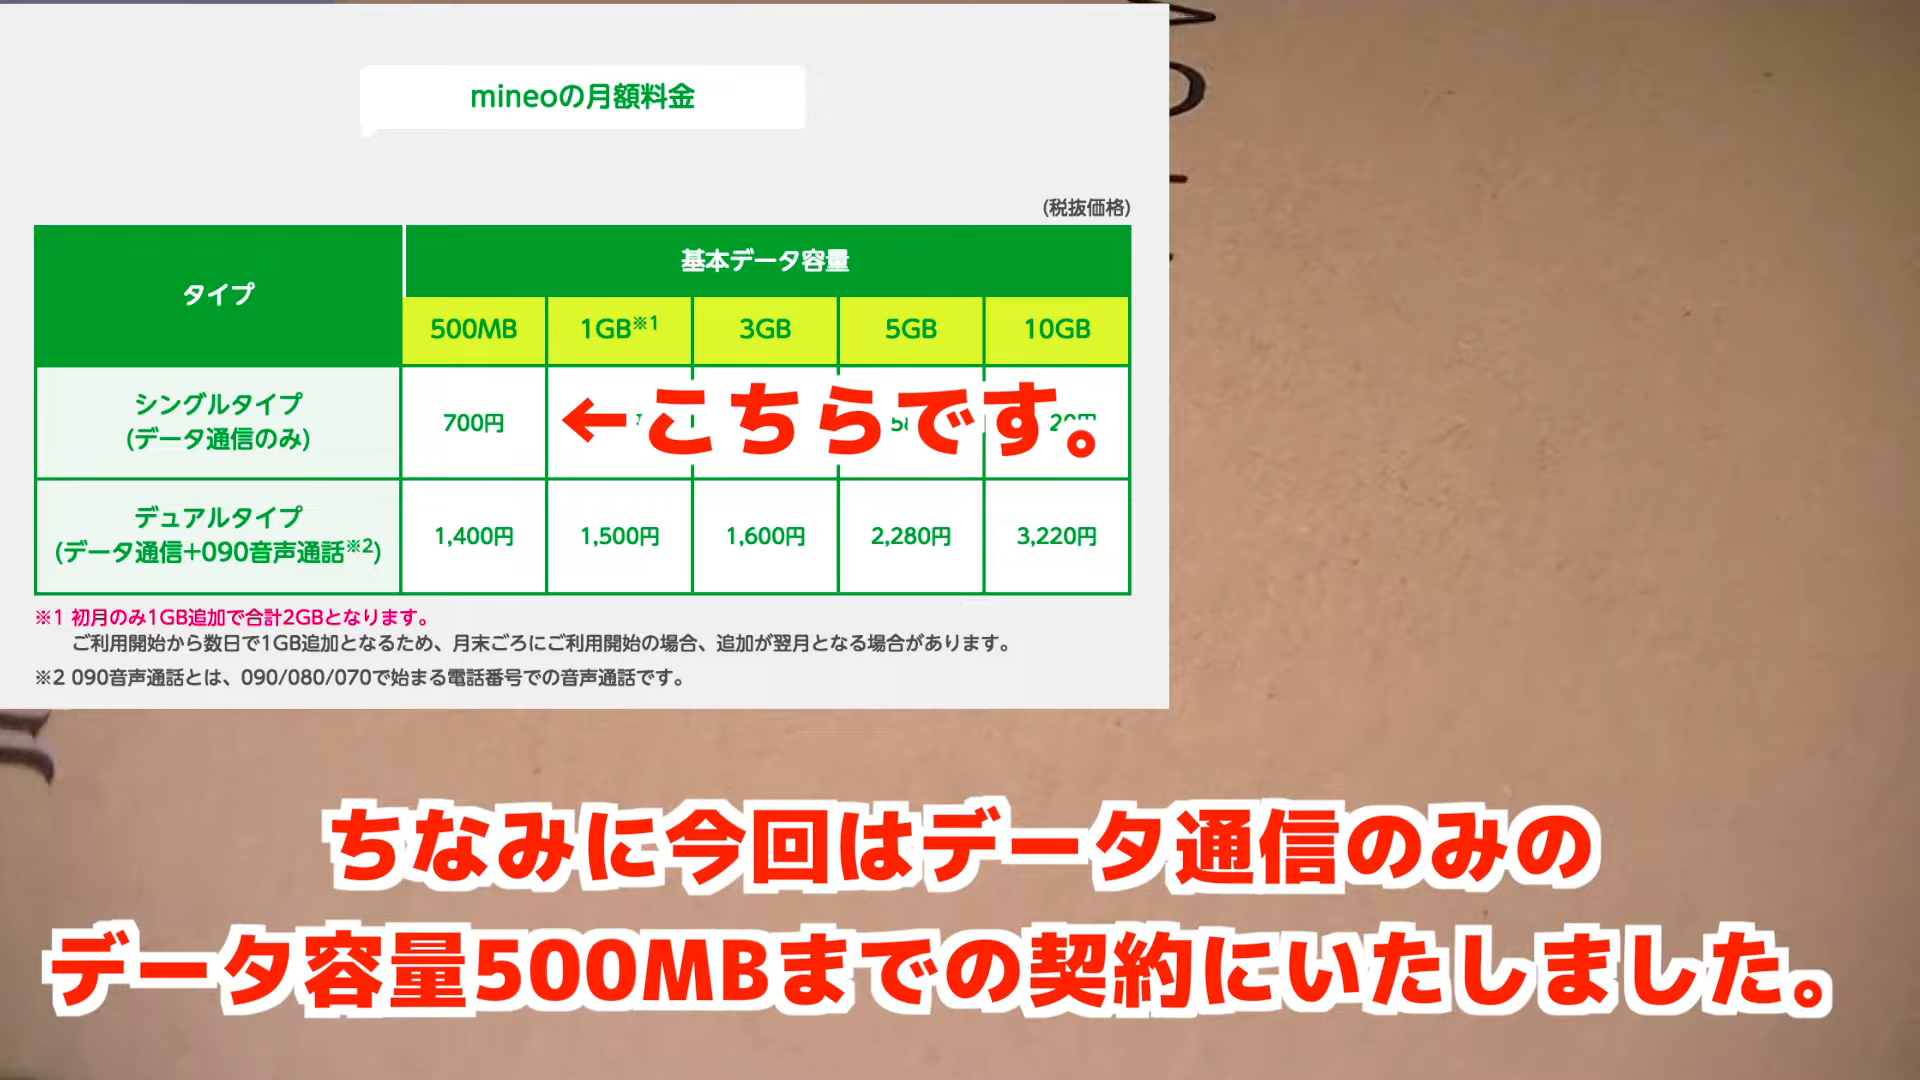 mineoの月額料金
(税抜価格)
タイプ
基本データ容量
500MB
1GB※1
3GB
5GB
10GB
シングルタイプ
(データ通信のみ)
700円
←こちらです。
デュアルタイプ
(データ通信+090音声通話※2)
1,400円
1,500円
1,600円
2,280円
3,220円
※1 初月のみ1GB追加で合計2GBとなります。
ご利用開始から数日で1GB追加となるため、月末ごろにご利用開始の場合、追加が翌月となる場合があります。
※2 090音声通話とは、090/080/070で始まる電話番号での音声通話です。
ちなみに今回はデータ通信のみの
データ容量500MBまでの契約にいたしました。